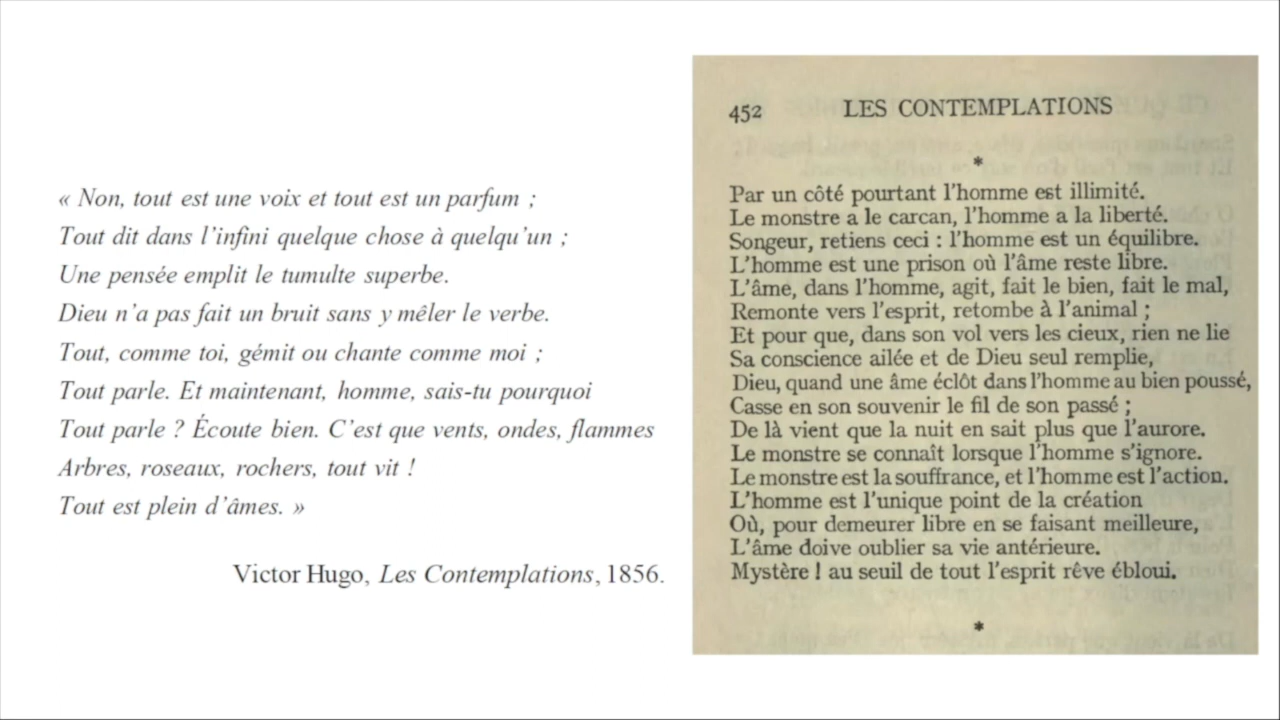 « Non, tout est une voix et tout est un parfum ;
Tout dit dans l’infini quelque chose à quelqu’un ;
Une pensée emplit le tumulte superbe.
Dieu n’a pas fait un bruit sans y mêler le verbe.
Tout, comme toi, gémit ou chante comme moi ;
Tout parle. Et maintenant, homme, sais-tu pourquoi
Tout parle ? Écoute bien. C’est que vents, ondes, flammes
Arbres, roseaux, rochers, tout vit !
Tout est plein d’âmes. »
Victor Hugo, Les Contemplations, 1856.
452 LES CONTEMPLATIONS
*
Par un côté pourtant l’homme est illimité.
Le monstre a le carcan, l’homme a la liberté.
Songeur, retiens ceci : l’homme est un équilibre.
L’homme est une prison où l’âme reste libre.
L’âme, dans l’homme, agit, fait le bien, fait le mal,
Remonte vers l’esprit, retombe à l’animal ;
Et pour que, dans son vol vers les cieux, rien ne lie
Sa conscience ailée et de Dieu seul remplie,
Dieu, quand une âme éclôt dans l’homme au bien poussé,
Casse en son souvenir le fil de son passé ;
De là vient que la nuit en sait plus que l’aurore.
Le monstre se connaît lorsque l’homme s’ignore.
Le monstre est la souffrance, et l’homme est l’action.
L’homme est l’unique point de la création
Où, pour demeurer libre en se faisant meilleure,
L’âme doive oublier sa vie antérieure.
Mystère ! au seuil de tout l’esprit rêve ébloui.
*